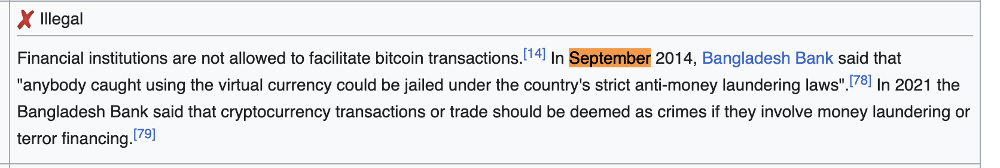 Illegal
Financial institutions are not allowed to facilitate bitcoin transactions.[14] In September 2014, Bangladesh Bank said that
"anybody caught using the virtual currency could be jailed under the country's strict anti-money laundering laws".[78] In 2021 the
Bangladesh Bank said that cryptocurrency transactions or trade should be deemed as crimes if they involve money laundering or
terror financing.[79]